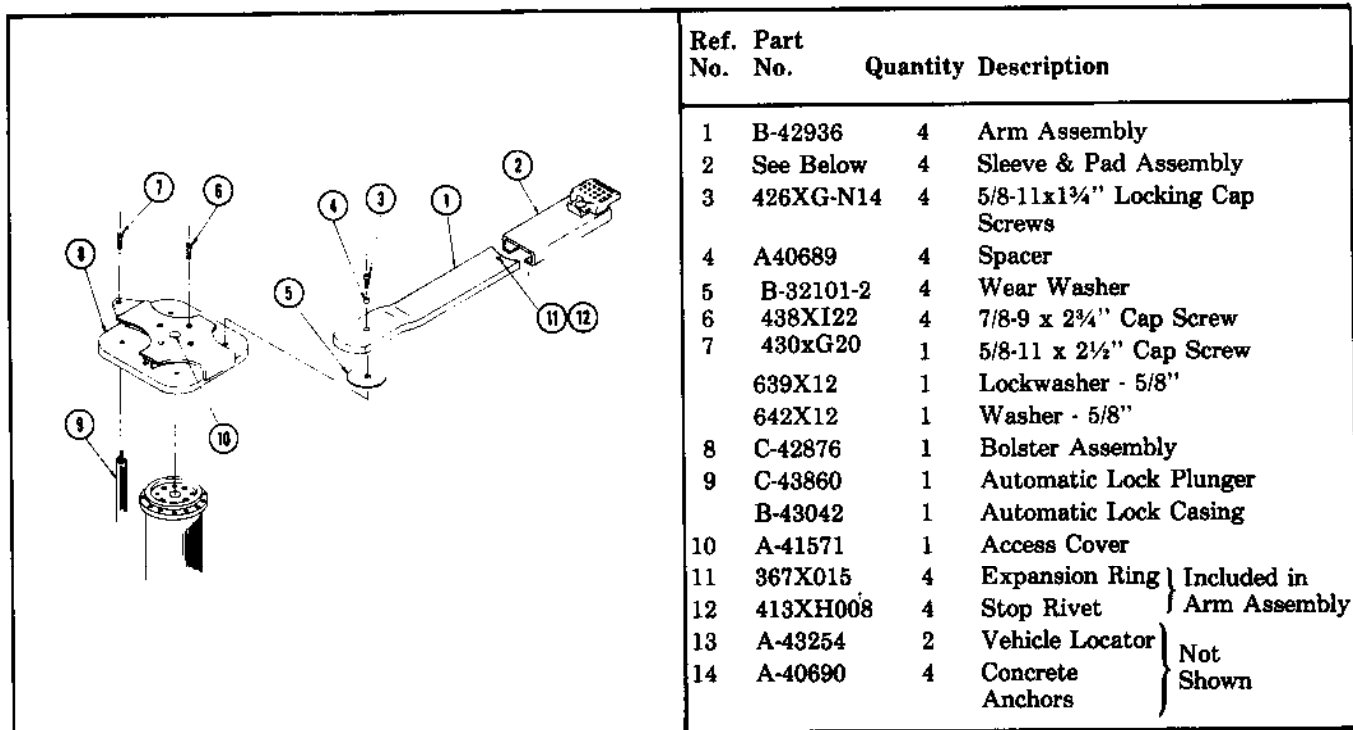 7
6
8
9
10
4
3
1
2
5
11
12
Ref. Part
No. No. Quantity Description
1 B-42936 4 Arm Assembly
2 See Below 4 Sleeve & Pad Assembly
3 426XG-N14 4 5/8-11x1¾" Locking Cap
Screws
4 A40689 4 Spacer
5 B-32101-2 4 Wear Washer
6 438XI22 4 7/8-9 x 2¾" Cap Screw
7 430xG20 1 5/8-11 x 2½" Cap Screw
639X12 1 Lockwasher - 5/8"
642X12 1 Washer - 5/8"
8 C-42876 1 Bolster Assembly
9 C-43860 1 Automatic Lock Plunger
B-43042 1 Automatic Lock Casing
10 A-41571 1 Access Cover
11 367X015 4 Expansion Ring } Included in
12 413XH008 4 Stop Rivet Arm Assembly
13 A-43254 2 Vehicle Locator } Not
14 A-40690 4 Concrete Shown
Anchors